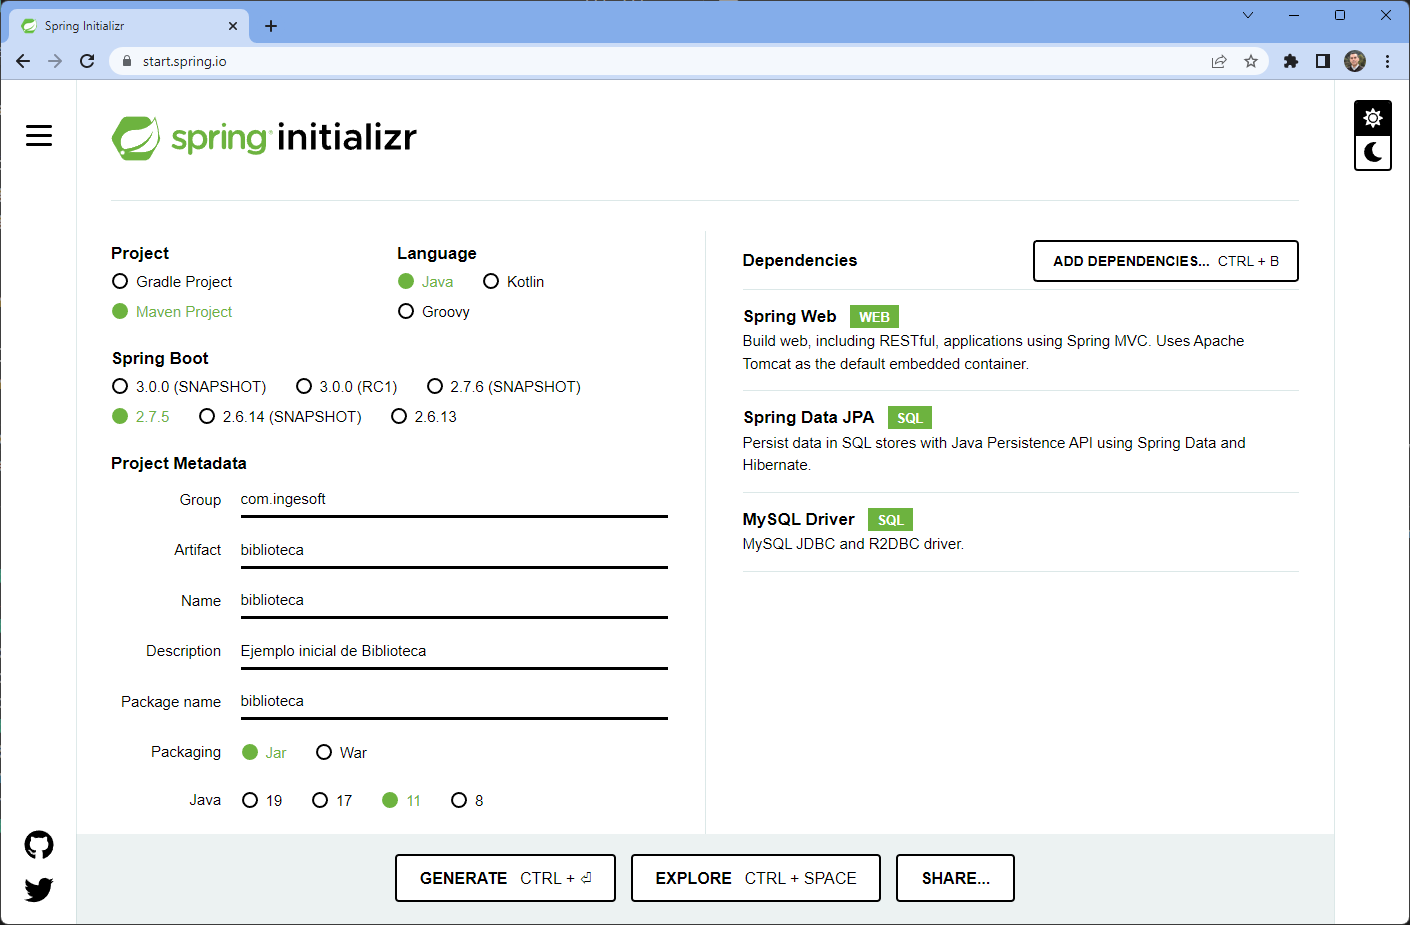 Spring Initializr
start.spring.io
spring initializr
Project
Gradle Project
Maven Project
Language
Java Kotlin
Groovy
Spring Boot
3.0.0 (SNAPSHOT) 3.0.0 (RC1) 2.7.6 (SNAPSHOT)
2.7.5 2.6.14 (SNAPSHOT) 2.6.13
Project Metadata
Group com.ingesoft
Artifact biblioteca
Name biblioteca
Description Ejemplo inicial de Biblioteca
Package name biblioteca
Packaging Jar War
Java 19 17 11 8
Dependencies ADD DEPENDENCIES... CTRL + B
Spring Web WEB
Build web, including RESTful, applications using Spring MVC. Uses Apache
Tomcat as the default embedded container.
Spring Data JPA SQL
Persist data in SQL stores with Java Persistence API using Spring Data and
Hibernate.
MySQL Driver SQL
MySQL JDBC and R2DBC driver.
GENERATE CTRL + ⏎ EXPLORE CTRL + SPACE SHARE...